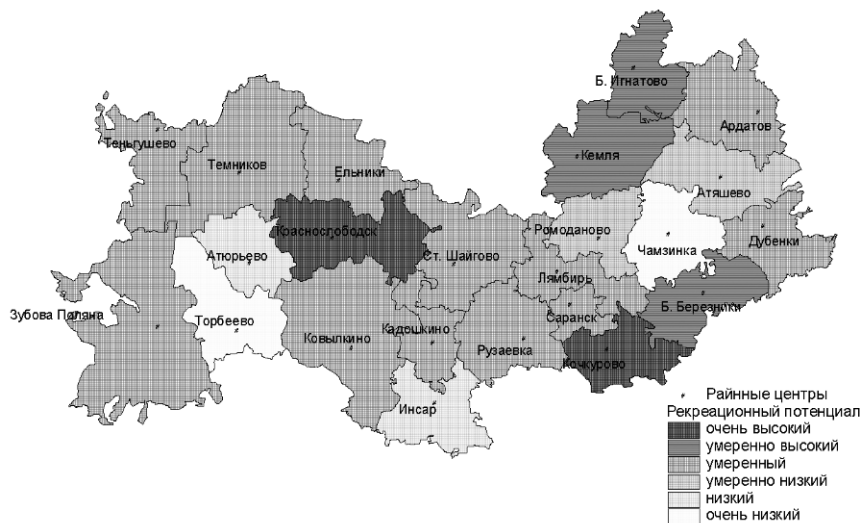 Б. Игнатово
Ардатов
Теньгушево
Темников
Ельники
Кемля
Атяшево
Краснослободск
Ромоданово
Чамзинка
Дубенки
Атюрьево
Ст. Шайгово
Лямбирь
Зубова Поляна
Торбеево
Ковылкино
Кадошкино
Рузаевка
Саранск
Б. Березники
Кочкурово
Инсар
Райнные центры
Рекреационный потенциал
очень высокий
умеренно высокий
умеренный
умеренно низкий
низкий
очень низкий